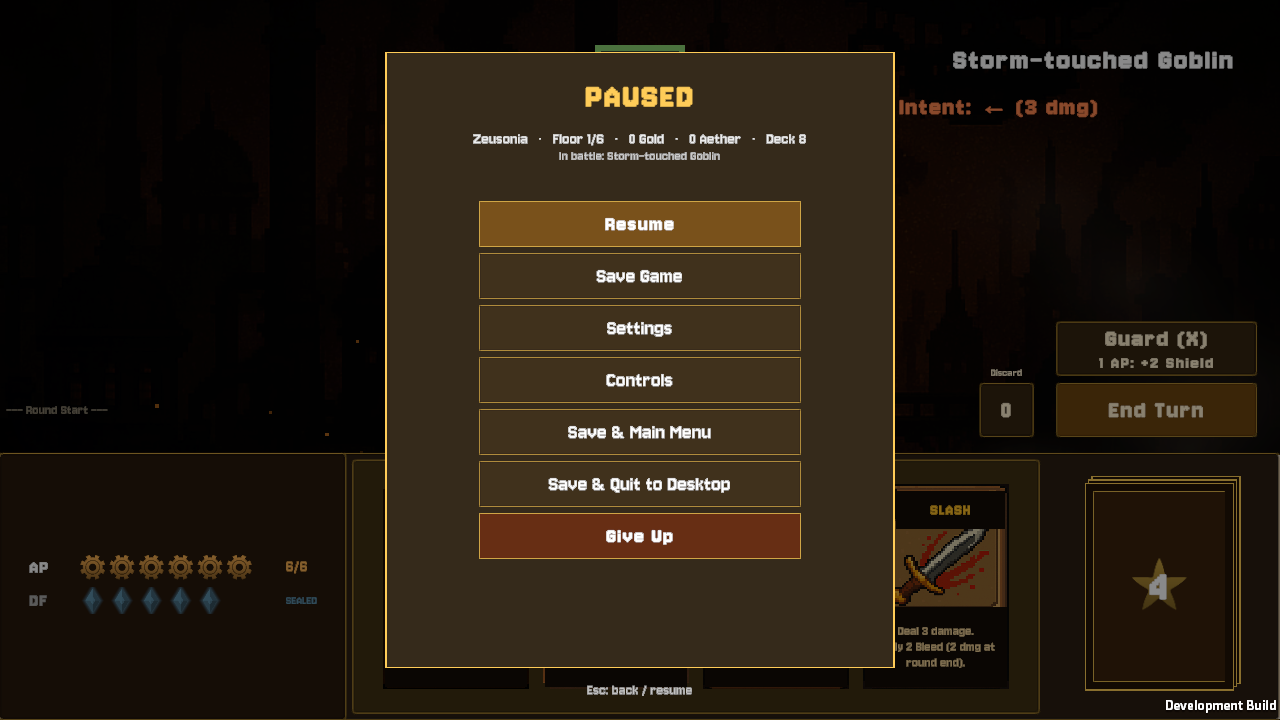 Storm-touched Goblin
PAUSED
Intent: ← (3 dmg)
Zeusonia · Floor 1/6 · 0 Gold · 0 Aether · Deck 8
In battle: Storm-touched Goblin
Resume
Save Game
Settings
Controls
Save & Main Menu
Save & Quit to Desktop
Give Up
Guard (X)
1 AP: +2 Shield
Discard
0
End Turn
Round Start
AP 6/6
DF SEALED
SLASH
Deal 3 damage.
2 Bleed (2 dmg at
round end).
4
Esc: back / resume
Development Build